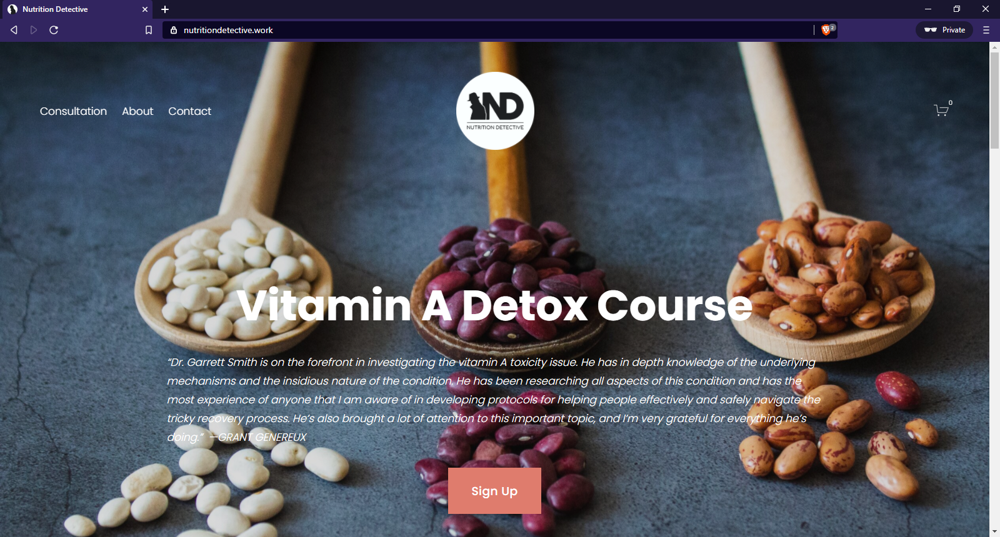 Nutrition Detective
nutritiondetective.work
2
Private
Consultation About Contact
ND
NUTRITION DETECTIVE
0
Vitamin A Detox Course
“Dr. Garrett Smith is on the forefront in investigating the vitamin A toxicity issue. He has in depth knowledge of the underlying
mechanisms and the insidious nature of the condition. He has been researching all aspects of this condition and has the
most experience of anyone that I am aware of in developing protocols for helping people effectively and safely navigate the
tricky recovery process. He’s also brought a lot of attention to this important topic, and I’m very grateful for everything he’s
doing.” —GRANT GENEREUX
Sign Up